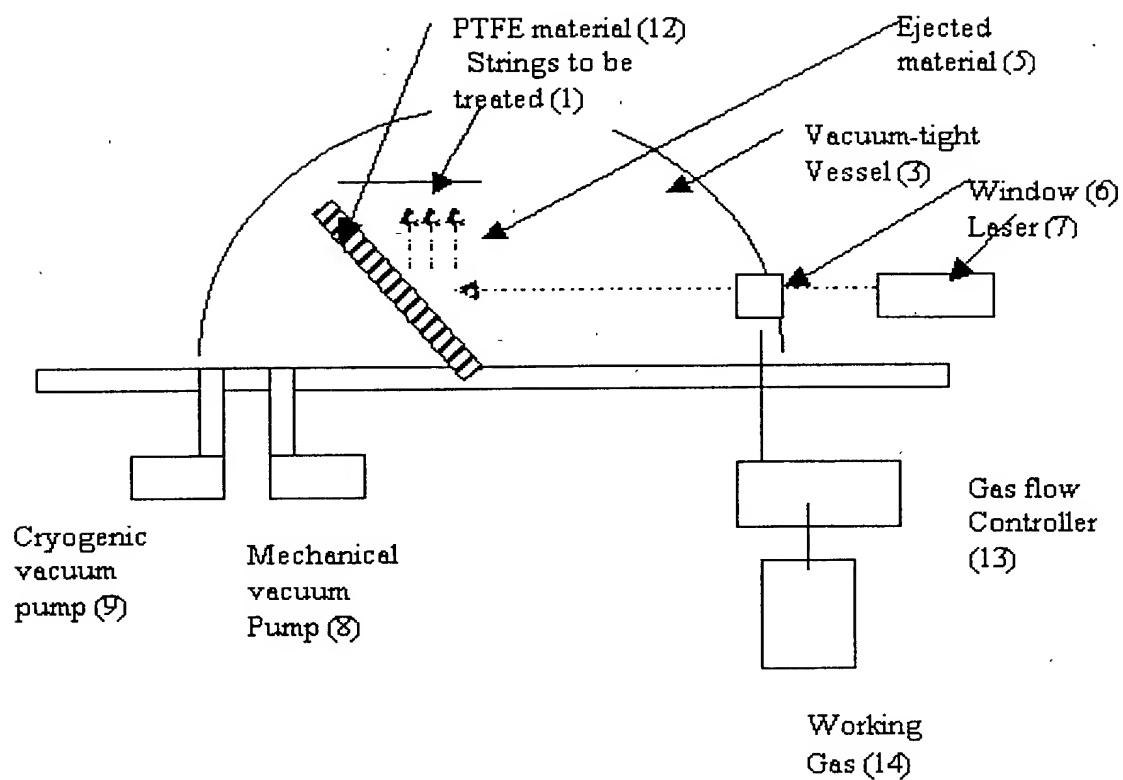 PTFE material (12)
Strings to be
treated (1)
Ejected
material (5)
Vacuum-tight
Vessel (3)
Window (6)
Laser (7)
Gas flow
Controller
(13)
Cryogenic
vacuum
pump (9)
Mechanical
vacuum
Pump (8)
Working
Gas (14)